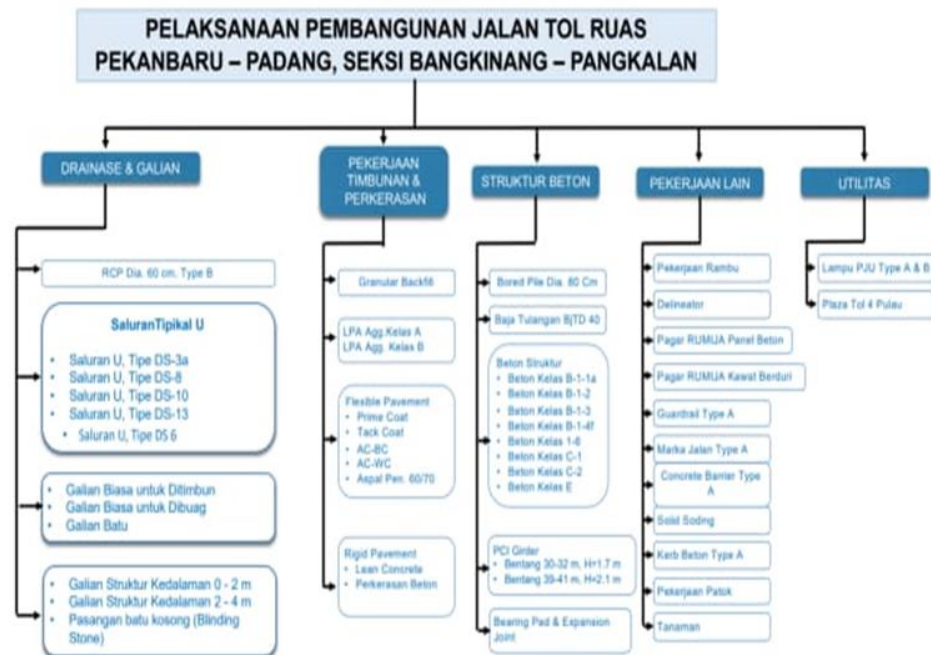 PELAKSANAAN PEMBANGUNAN JALAN TOL RUAS
PEKANBARU – PADANG, SEKSI BANGKINANG – PANGKALAN
DRAINASE & GALIAN
RCP Dia. 60 cm. Type B
SaluranTipikal U
• Saluran U, Tipe DS-3a
• Saluran U, Tipe DS-8
• Saluran U, Tipe DS-10
• Saluran U, Tipe DS-13
• Saluran U, Tipe DS 6
• Galian Biasa untuk Ditimbun
• Galian Biasa untuk Dibuag
• Galian Batu
• Galian Struktur Kedalaman 0 - 2 m
• Galian Struktur Kedalaman 2 - 4 m
• Pasangan batu kosong (Blinding
Stone)
PEKERJAAN
TIMBUNAN &
PERKERASAN
Granular Backfill
LPA Agg.Kelas A
LPA Agg. Kelas B
Flexible Pavement
• Prime Coat
• Tack Coat
• AC-BC
• AC-WC
• Aspal Pen. 60/70
Rigid Pavement
• Lean Concrete
• Perkerasan Beton
STRUKTUR BETON
Bored Pile Dia. 80 Cm
Baja Tulangan BjTD 40
Beton Struktur
• Beton Kelas B-1-1a
• Beton Kelas B-1-2
• Beton Kelas B-1-3
• Beton Kelas B-1-4f
• Beton Kelas 1-6
• Beton Kelas C-1
• Beton Kelas C-2
• Beton Kelas E
PCI Girder
• Bentang 30-32 m, H=1.7 m
• Bentang 39-41 m, H=2.1 m
Bearing Pad & Expansion
Joint
PEKERJAAN LAIN
Pekerjaan Rambu
Delineator
Pagar RUMIJA Panel Beton
Pagar RUMIJA Kawat Berduri
Guardrail Type A
Marka Jalan Type A
Concrete Barrier Type
A
Solid Soding
Kerb Beton Type A
Pekerjaan Patok
Tanaman
UTILITAS
Lampu PJU Type A & B
Plaza Tol 4 Pulau